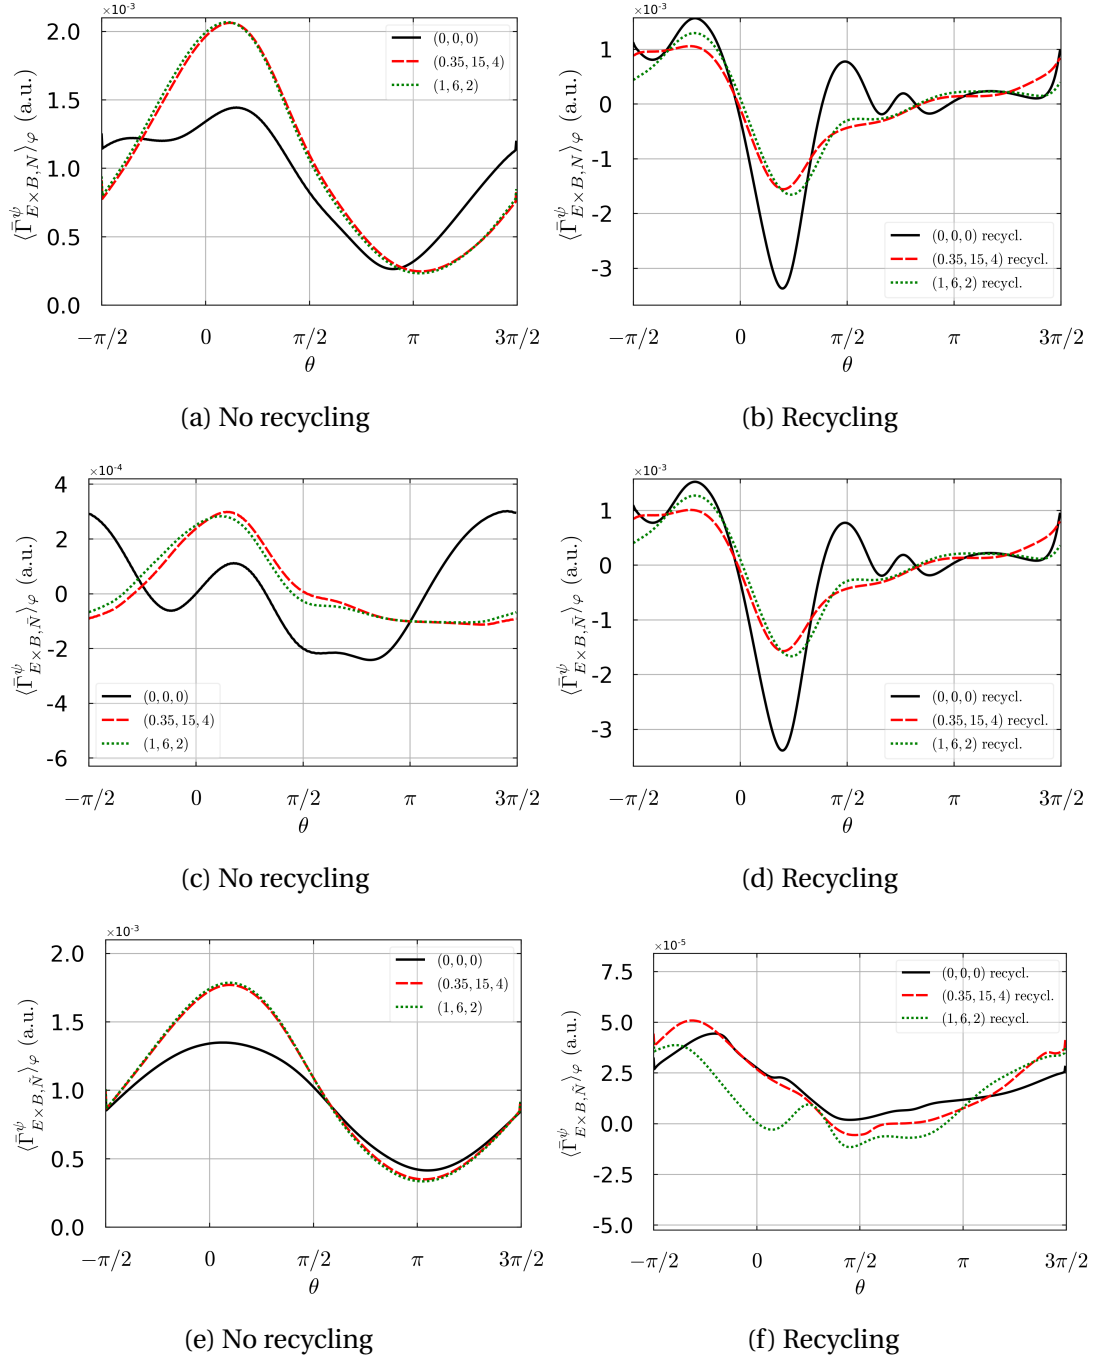 ×10⁻³
2.0
1.5
1.0
0.5
0.0
⟨Γ̄^ψ_{E×B,N}⟩_φ (a.u.)
(0, 0, 0)
(0.35, 15, 4)
(1, 6, 2)
−π/2 0 π/2 π 3π/2
θ
(a) No recycling
×10⁻³
1
0
-1
-2
-3
⟨Γ̄^ψ_{E×B,N}⟩_φ (a.u.)
(0, 0, 0) recycl.
(0.35, 15, 4) recycl.
(1, 6, 2) recycl.
−π/2 0 π/2 π 3π/2
θ
(b) Recycling
×10⁻⁴
4
2
0
-2
-4
-6
⟨Γ̄^ψ_{E×B,N̄}⟩_φ (a.u.)
(0, 0, 0)
(0.35, 15, 4)
(1, 6, 2)
−π/2 0 π/2 π 3π/2
θ
(c) No recycling
×10⁻³
1
0
-1
-2
-3
⟨Γ̄^ψ_{E×B,N̄}⟩_φ (a.u.)
(0, 0, 0) recycl.
(0.35, 15, 4) recycl.
(1, 6, 2) recycl.
−π/2 0 π/2 π 3π/2
θ
(d) Recycling
×10⁻³
2.0
1.5
1.0
0.5
0.0
⟨Γ̄^ψ_{E×B,Ñ}⟩_φ (a.u.)
(0, 0, 0)
(0.35, 15, 4)
(1, 6, 2)
−π/2 0 π/2 π 3π/2
θ
(e) No recycling
×10⁻⁵
7.5
5.0
2.5
0.0
-2.5
-5.0
⟨Γ̄^ψ_{E×B,Ñ}⟩_φ (a.u.)
(0, 0, 0) recycl.
(0.35, 15, 4) recycl.
(1, 6, 2) recycl.
−π/2 0 π/2 π 3π/2
θ
(f) Recycling